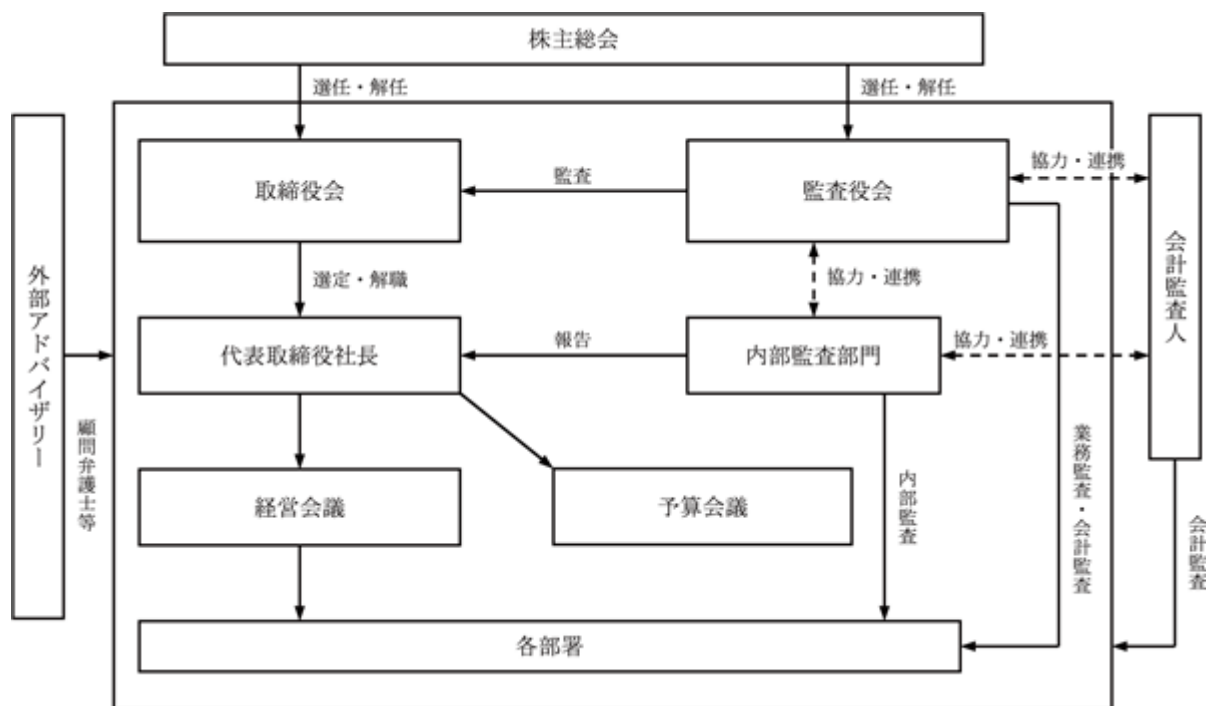 株主総会
選任・解任
選任・解任
取締役会
監査
監査役会
協力・連携
選定・解職
協力・連携
外部アドバイザリー
顧問弁護士等
会計監査人
代表取締役社長
報告
内部監査部門
協力・連携
経営会議
予算会議
内部監査
業務監査・会計監査
会計監査
各部署